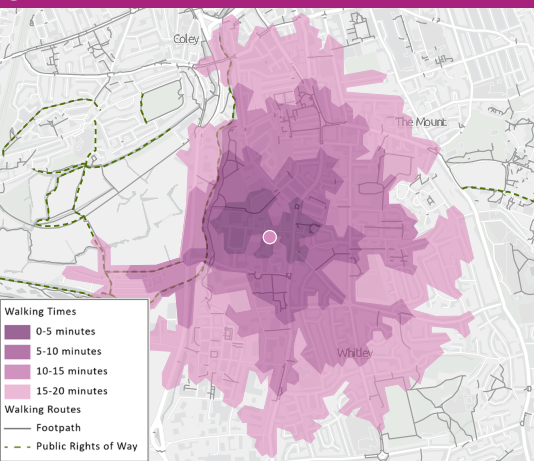 Coley
The Mount
Whitley
Walking Times
0-5 minutes
5-10 minutes
10-15 minutes
15-20 minutes
Walking Routes
Footpath
Public Rights of Way